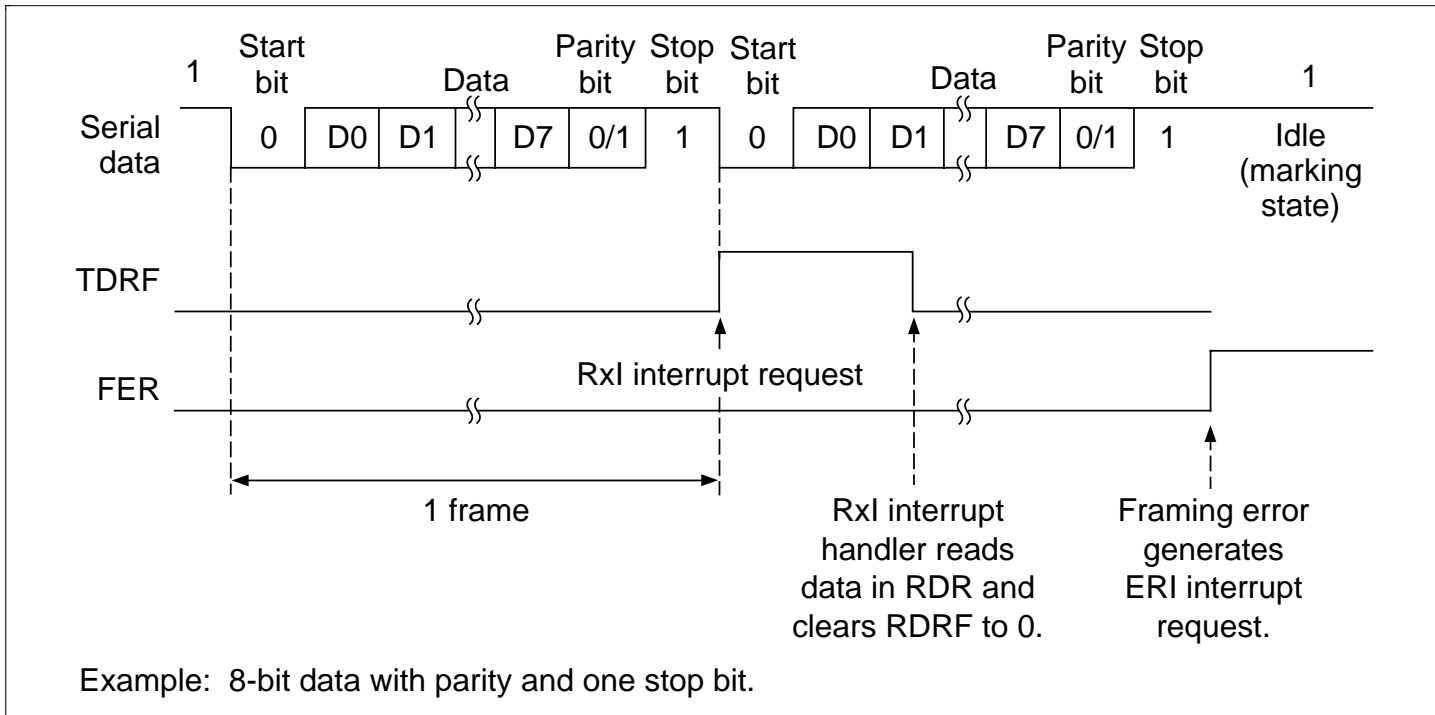 1 Start bit Data Parity bit Stop bit Start bit Data Parity bit Stop bit 1
Serial data 0 D0 D1 D7 0/1 1 0 D0 D1 D7 0/1 1 Idle (marking state)
TDRF
RxI interrupt request
FER
1 frame
RxI interrupt
handler reads
data in RDR and
clears RDRF to 0.
Framing error
generates
ERI interrupt
request.
Example: 8-bit data with parity and one stop bit.